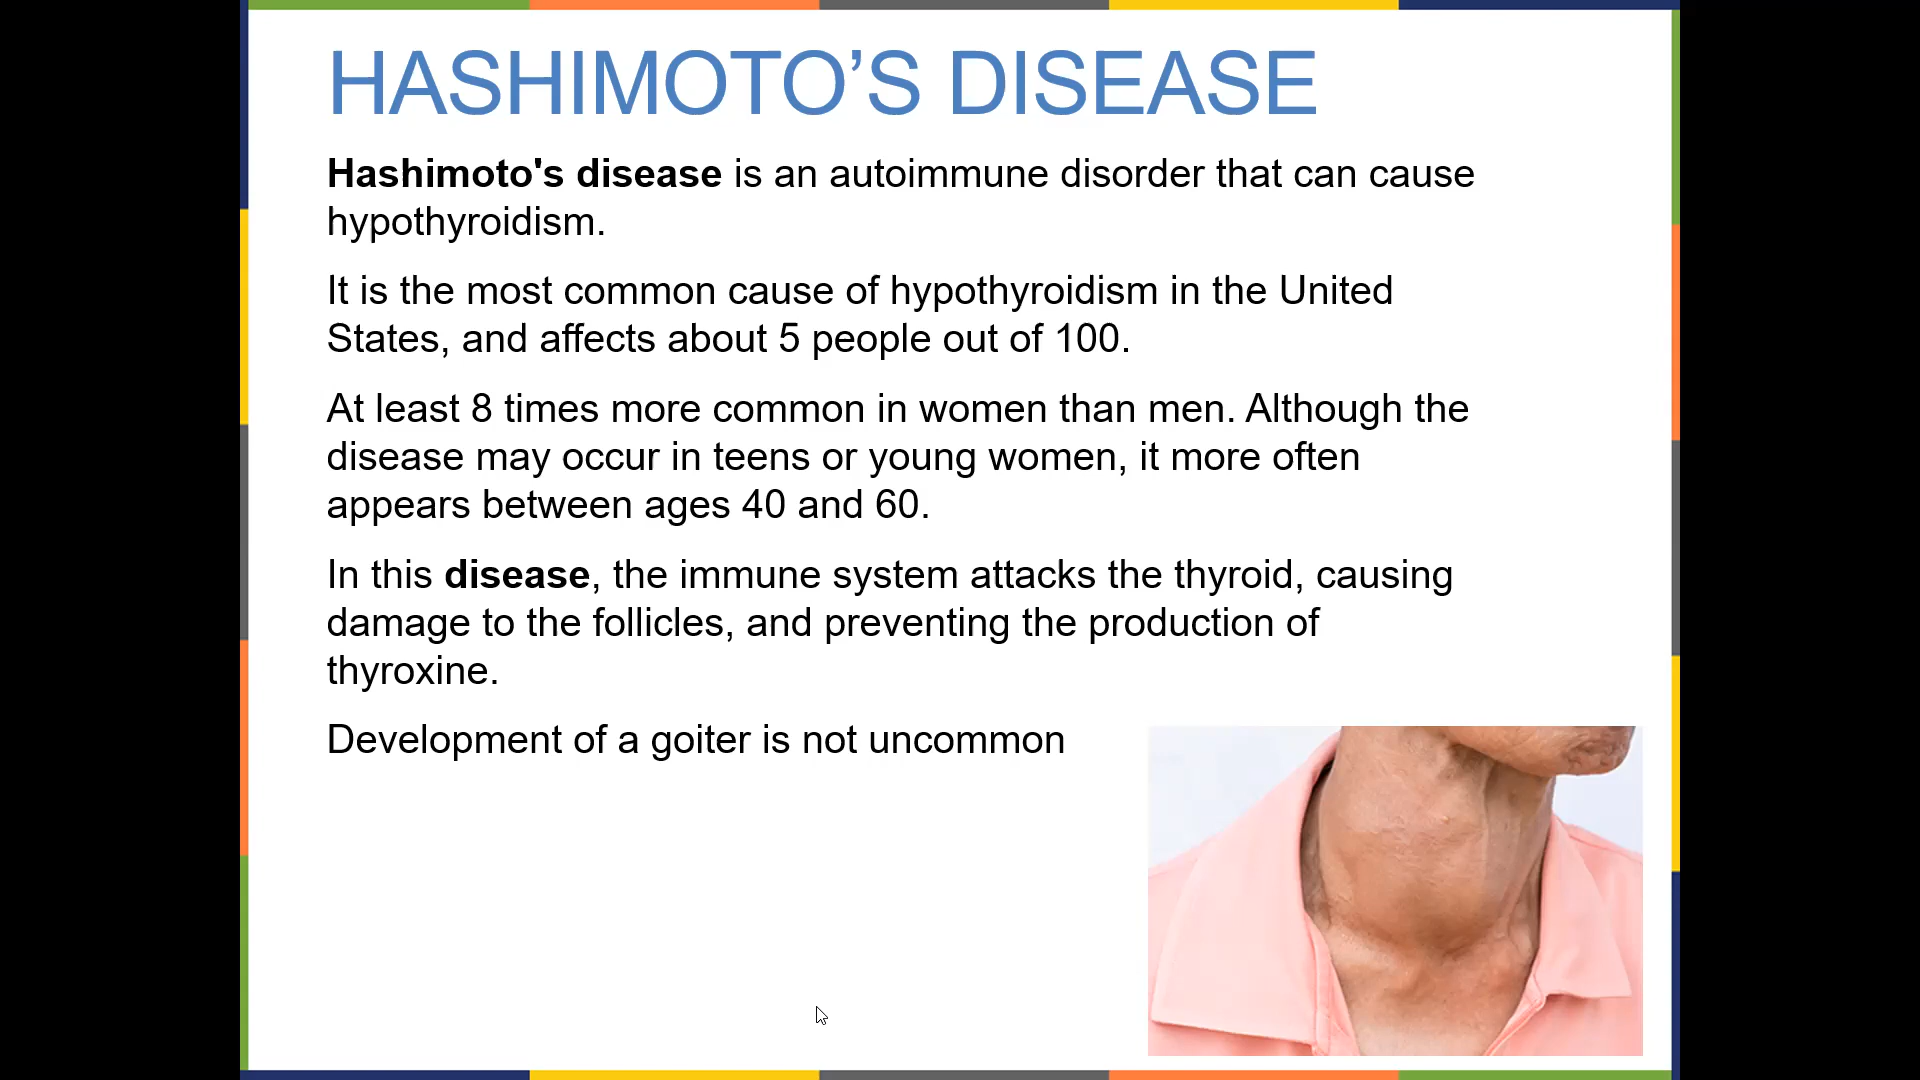 HASHIMOTO’S DISEASE
Hashimoto's disease is an autoimmune disorder that can cause
hypothyroidism.
It is the most common cause of hypothyroidism in the United
States, and affects about 5 people out of 100.
At least 8 times more common in women than men. Although the
disease may occur in teens or young women, it more often
appears between ages 40 and 60.
In this disease, the immune system attacks the thyroid, causing
damage to the follicles, and preventing the production of
thyroxine.
Development of a goiter is not uncommon